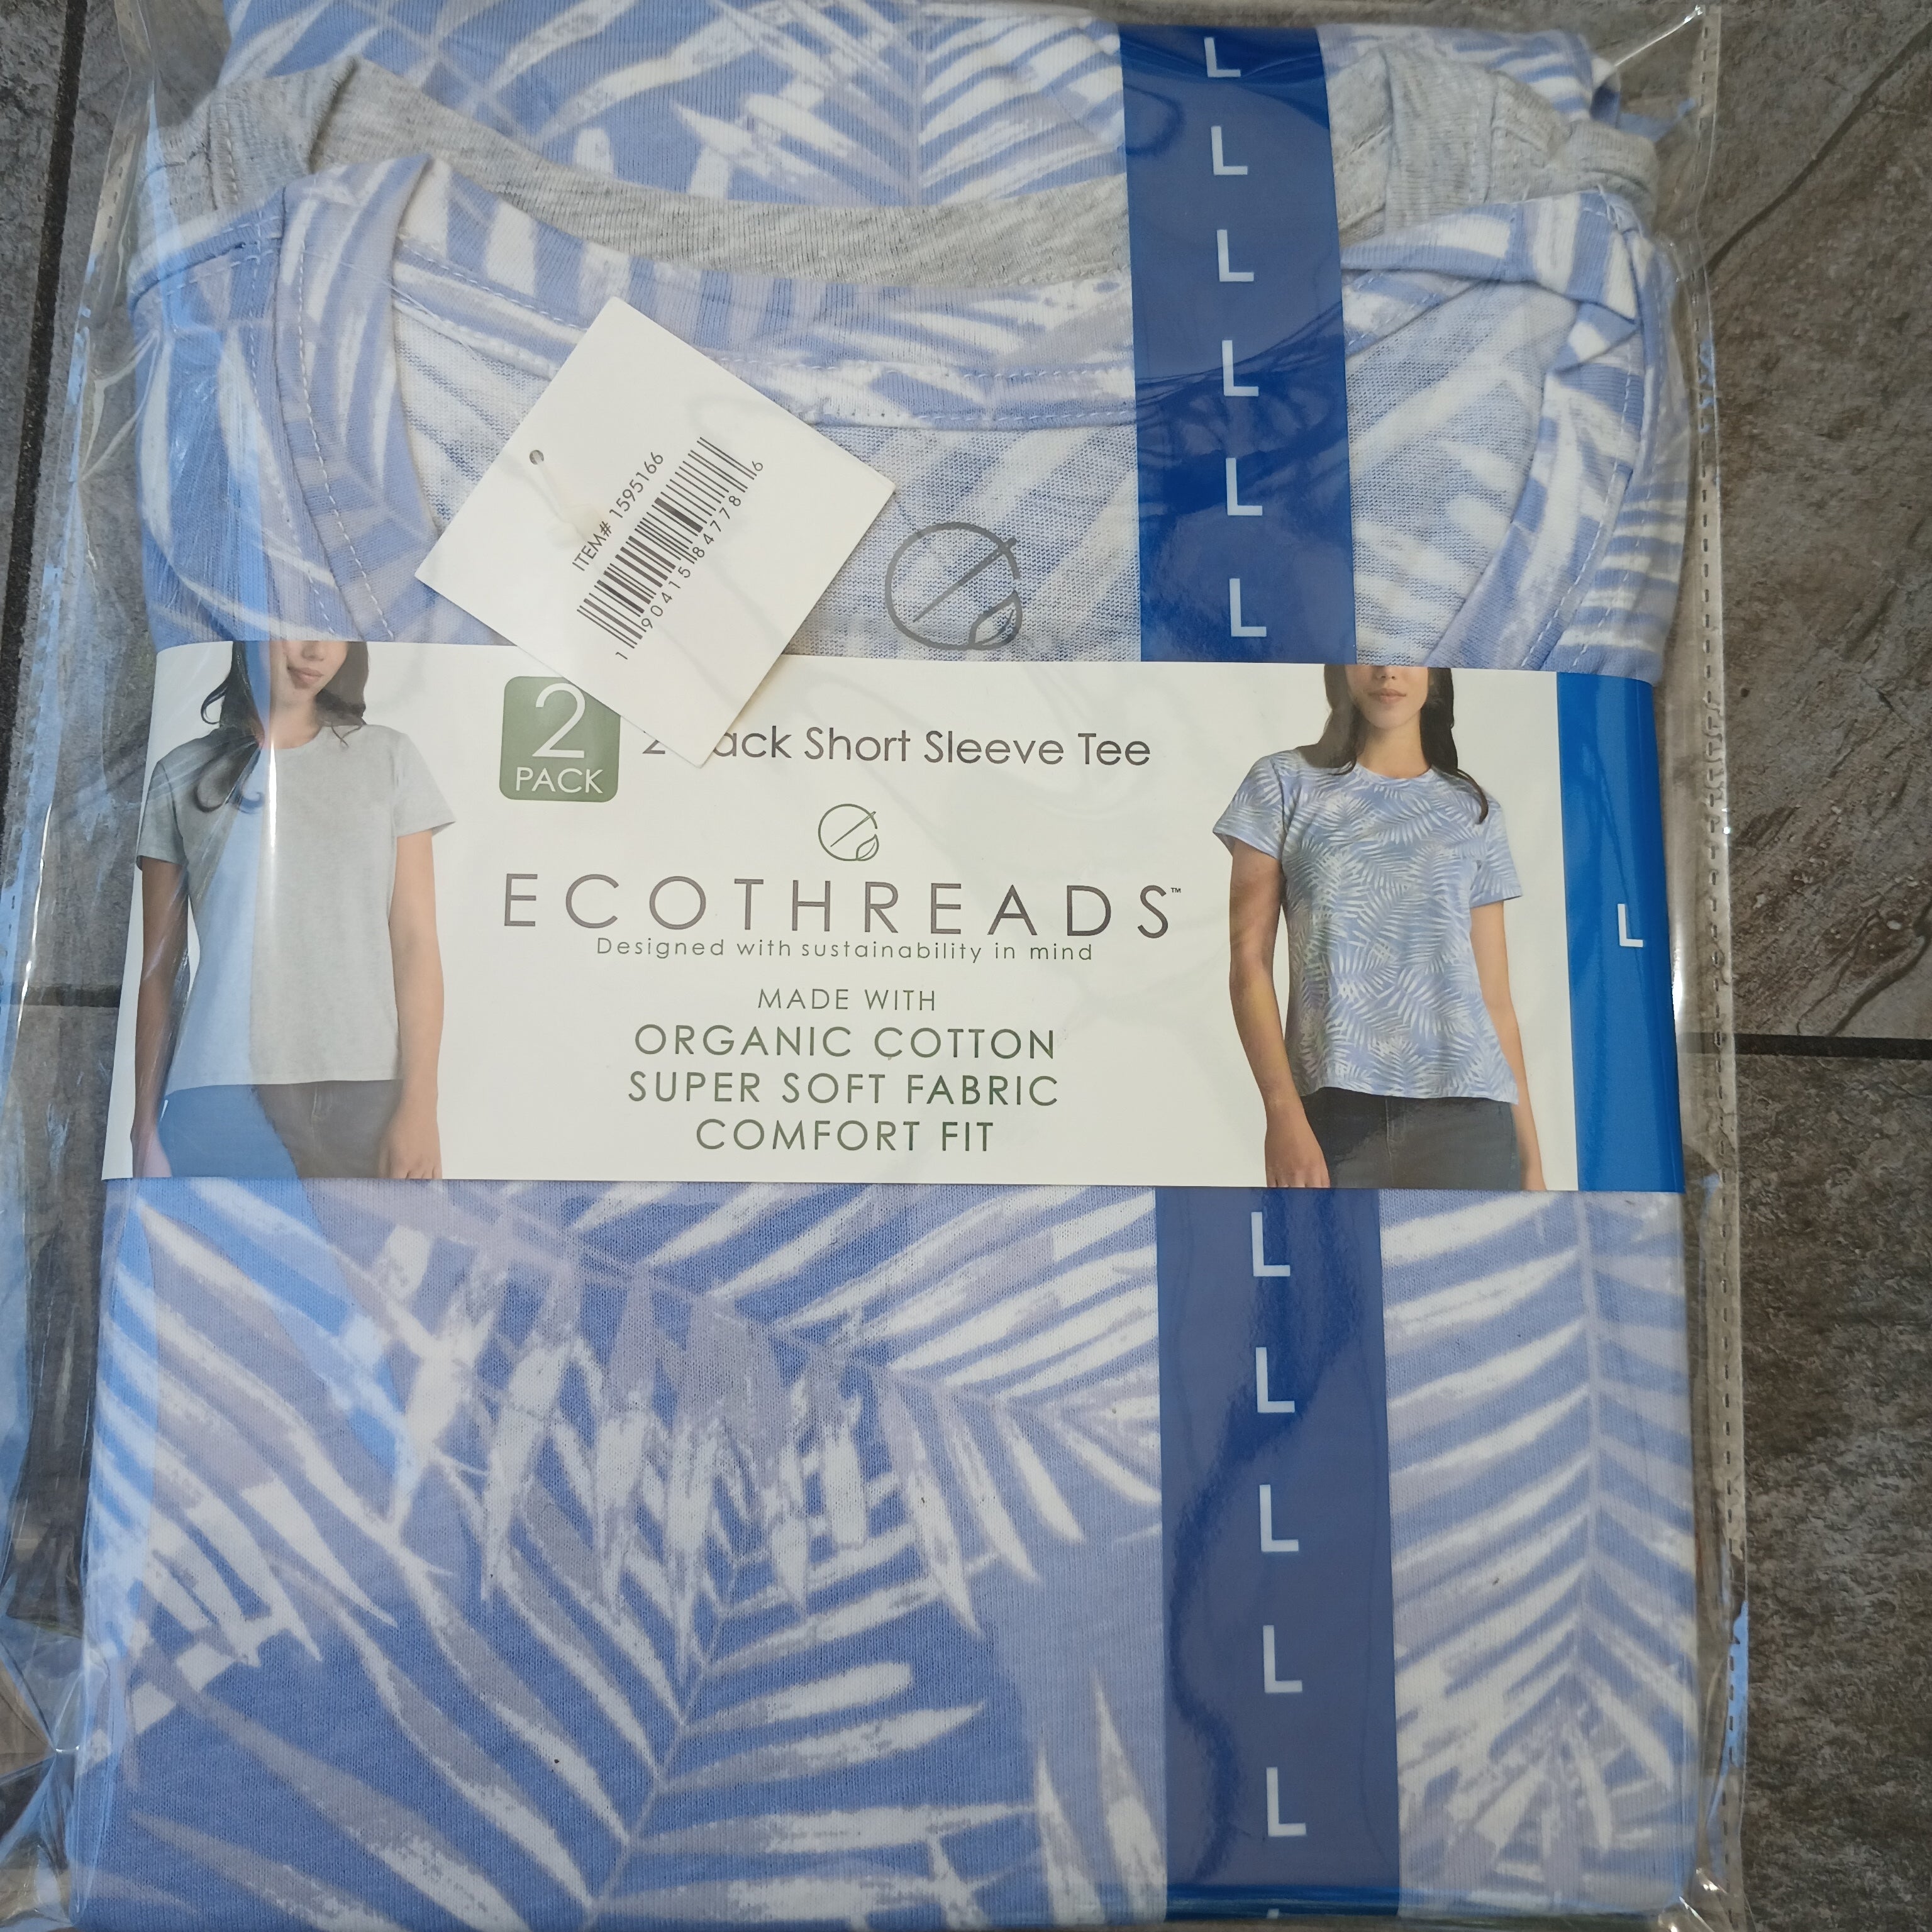 L
L
L
L
L
L
ITEM# 1595166
1 90415 84778 6
2
PACK
2 Pack Short Sleeve Tee
ECOTHREADS™
Designed with sustainability in mind
MADE WITH
ORGANIC COTTON
SUPER SOFT FABRIC
COMFORT FIT
L
L
L
L
L
L